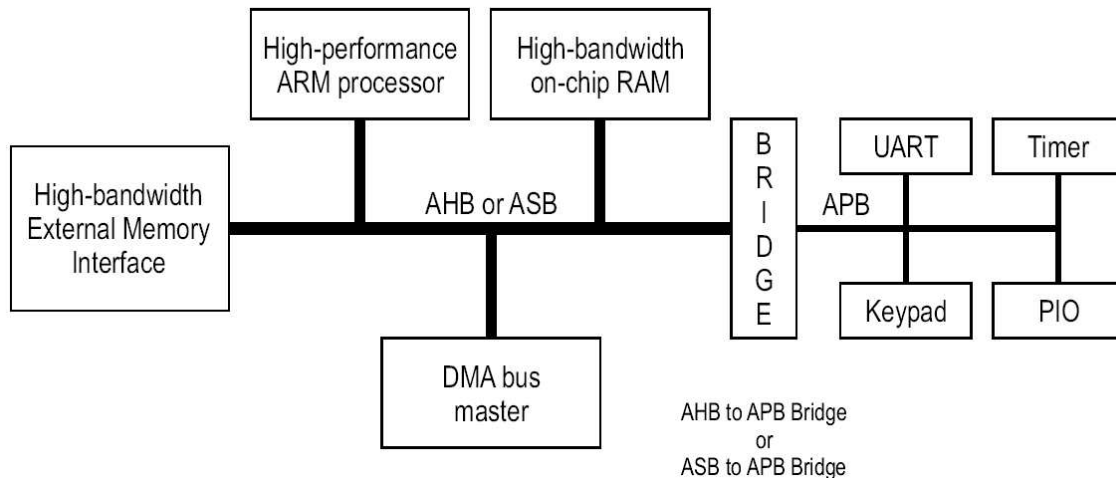 High-performance
ARM processor
High-bandwidth
on-chip RAM
High-bandwidth
External Memory
Interface
AHB or ASB
B
R
I
D
G
E
APB
UART
Timer
Keypad
PIO
DMA bus
master
AHB to APB Bridge
or
ASB to APB Bridge